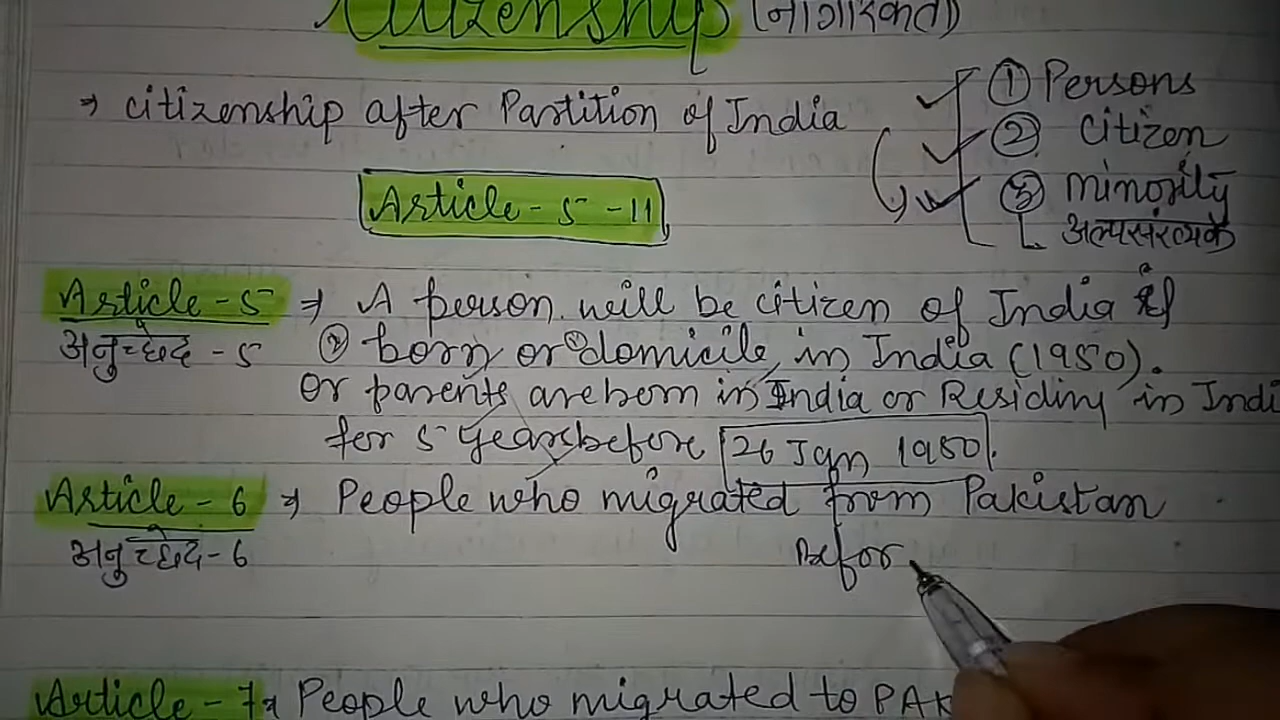 Citizenship (नागरिकता)
⇒ citizenship after Partition of India
① Persons
② citizen
③ minority
अल्पसंख्यक
Article - 5 - 11
Article - 5 ⇒ A person will be citizen of India if
अनुच्छेद - 5 born or domicile in India (1950).
or parents are born in India or Residing in Indi
for 5 years before 26 Jan 1950.
Article - 6 ⇒ People who migrated from Pakistan
अनुच्छेद - 6 Befor
Article - 7 ⇒ People who migrated to PAK